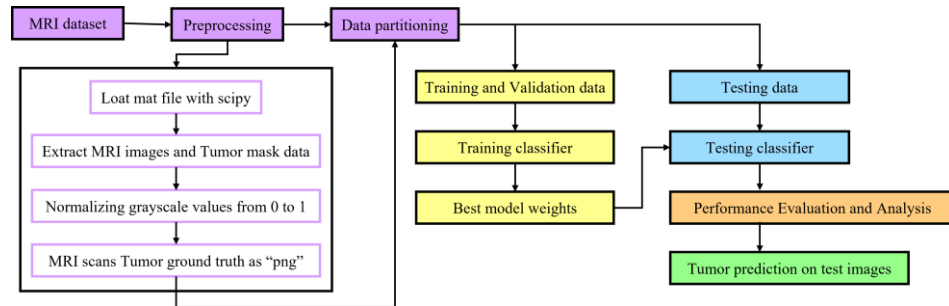 MRI dataset
Preprocessing
Data partitioning
Loat mat file with scipy
Extract MRI images and Tumor mask data
Normalizing grayscale values from 0 to 1
MRI scans Tumor ground truth as “png”
Training and Validation data
Training classifier
Best model weights
Testing data
Testing classifier
Performance Evaluation and Analysis
Tumor prediction on test images